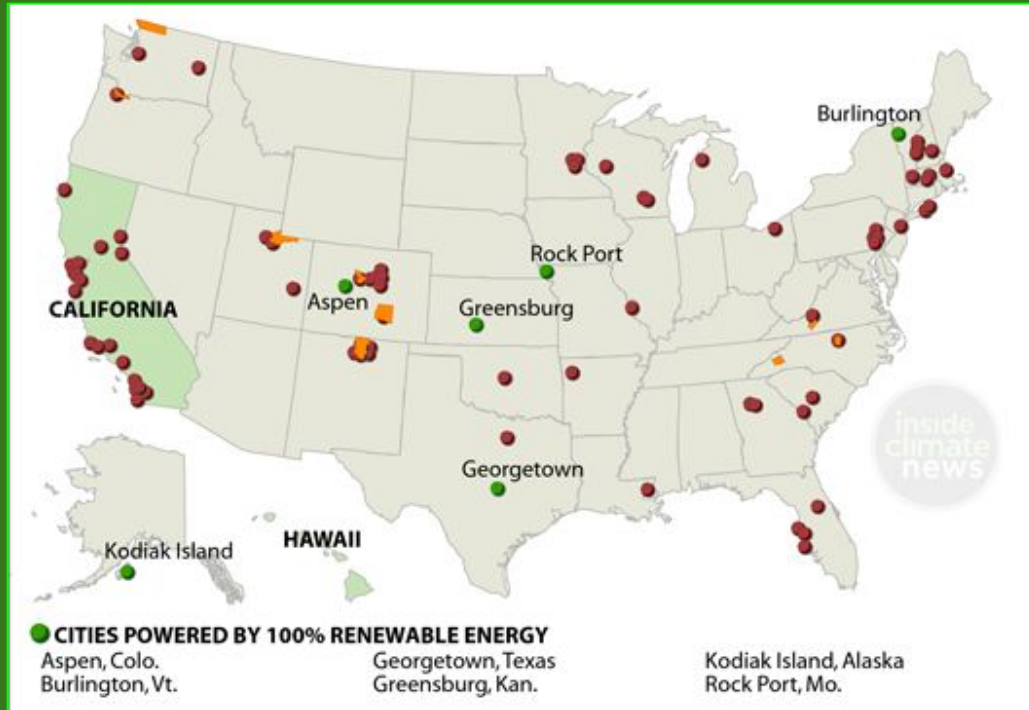 Burlington
Rock Port
Aspen
Greensburg
CALIFORNIA
Georgetown
HAWAII
Kodiak Island
inside
climate
news
CITIES POWERED BY 100% RENEWABLE ENERGY
Aspen, Colo.
Burlington, Vt.
Georgetown, Texas
Greensburg, Kan.
Kodiak Island, Alaska
Rock Port, Mo.